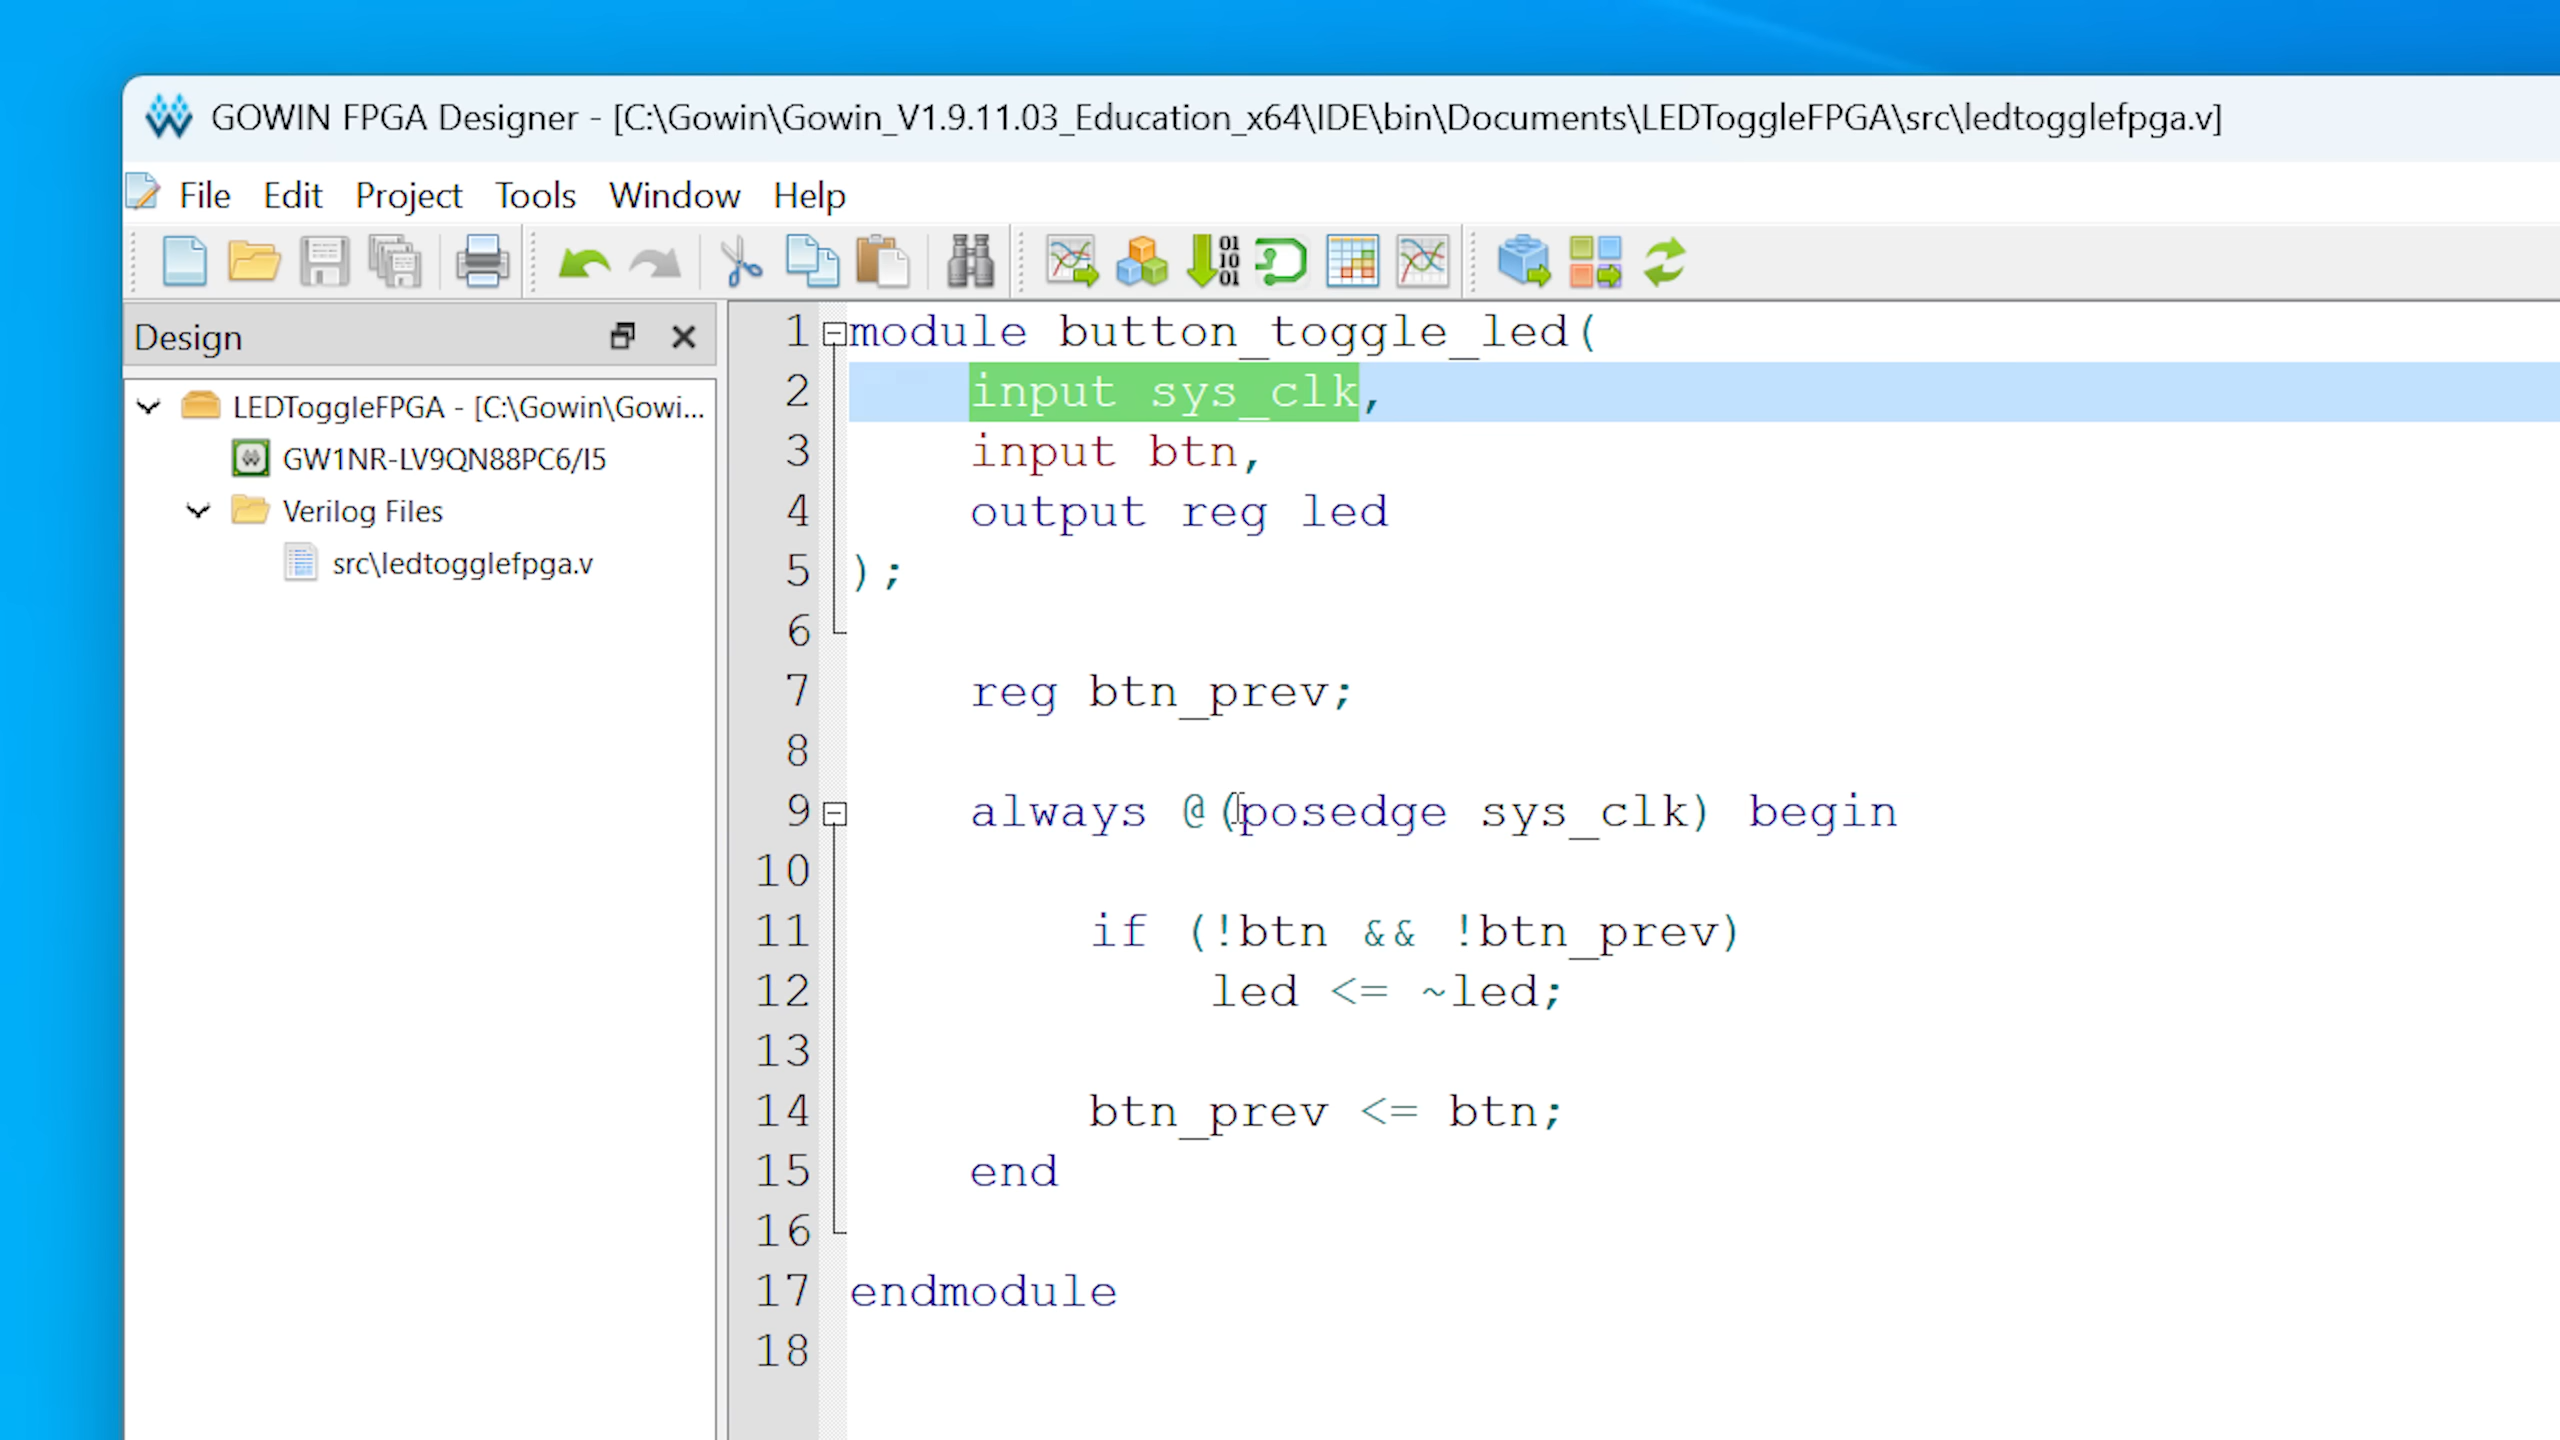 GOWIN FPGA Designer - [C:\Gowin\Gowin_V1.9.11.03_Education_x64\IDE\bin\Documents\LEDToggleFPGA\src\ledtogglefpga.v]
File Edit Project Tools Window Help
01
10
01
Design
LEDToggleFPGA - [C:\Gowin\Gowi...
GW1NR-LV9QN88PC6/I5
Verilog Files
src\ledtogglefpga.v
1 module button_toggle_led(
2 input sys_clk,
3 input btn,
4 output reg led
5 );
6
7 reg btn_prev;
8
9 always @(posedge sys_clk) begin
10
11 if (!btn && !btn_prev)
12 led <= ~led;
13
14 btn_prev <= btn;
15 end
16
17 endmodule
18